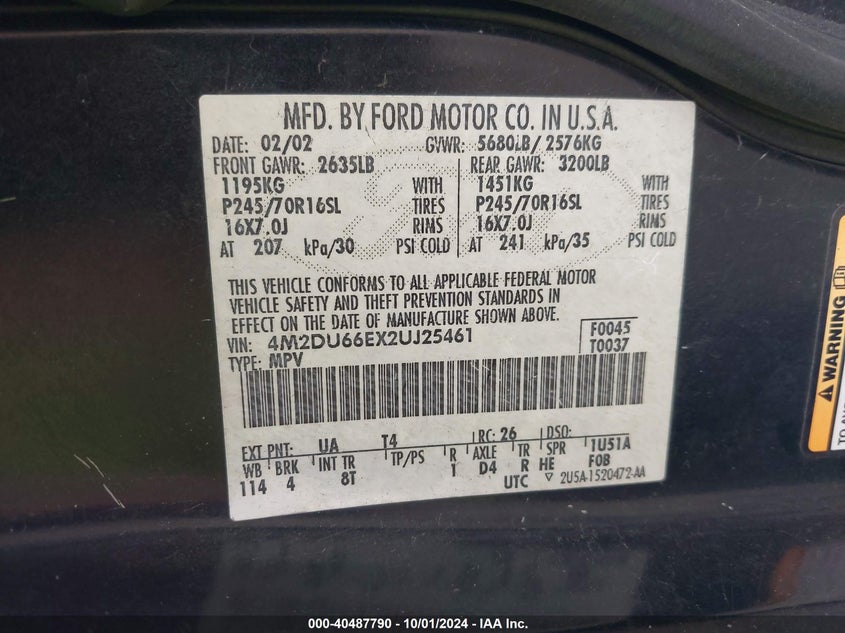 MFD. BY FORD MOTOR CO. IN U.S.A.
DATE: 02/02 GVWR: 5680LB/ 2576KG
FRONT GAWR: 2635LB REAR GAWR: 3200LB
1195KG WITH 1451KG WITH
P245/70R16SL TIRES P245/70R16SL TIRES
16X7.0J RIMS 16X7.0J RIMS
AT 207 kPa/30 PSI COLD AT 241 kPa/35 PSI COLD
THIS VEHICLE CONFORMS TO ALL APPLICABLE FEDERAL MOTOR
VEHICLE SAFETY AND THEFT PREVENTION STANDARDS IN
EFFECT ON THE DATE OF MANUFACTURE SHOWN ABOVE.
VIN: 4M2DU66EX2UJ25461 F0045
TYPE: MPV T0037
EXT PNT: UA T4 RC: 26 DSO:
WB BRK INT TR TP/PS R AXLE TR SPR 1U51A
114 4 8T 1 D4 R HE F0B
UTC 2U5A-1520472-AA
WARNING
TO
000-40487790 - 10/01/2024 - IAA Inc.